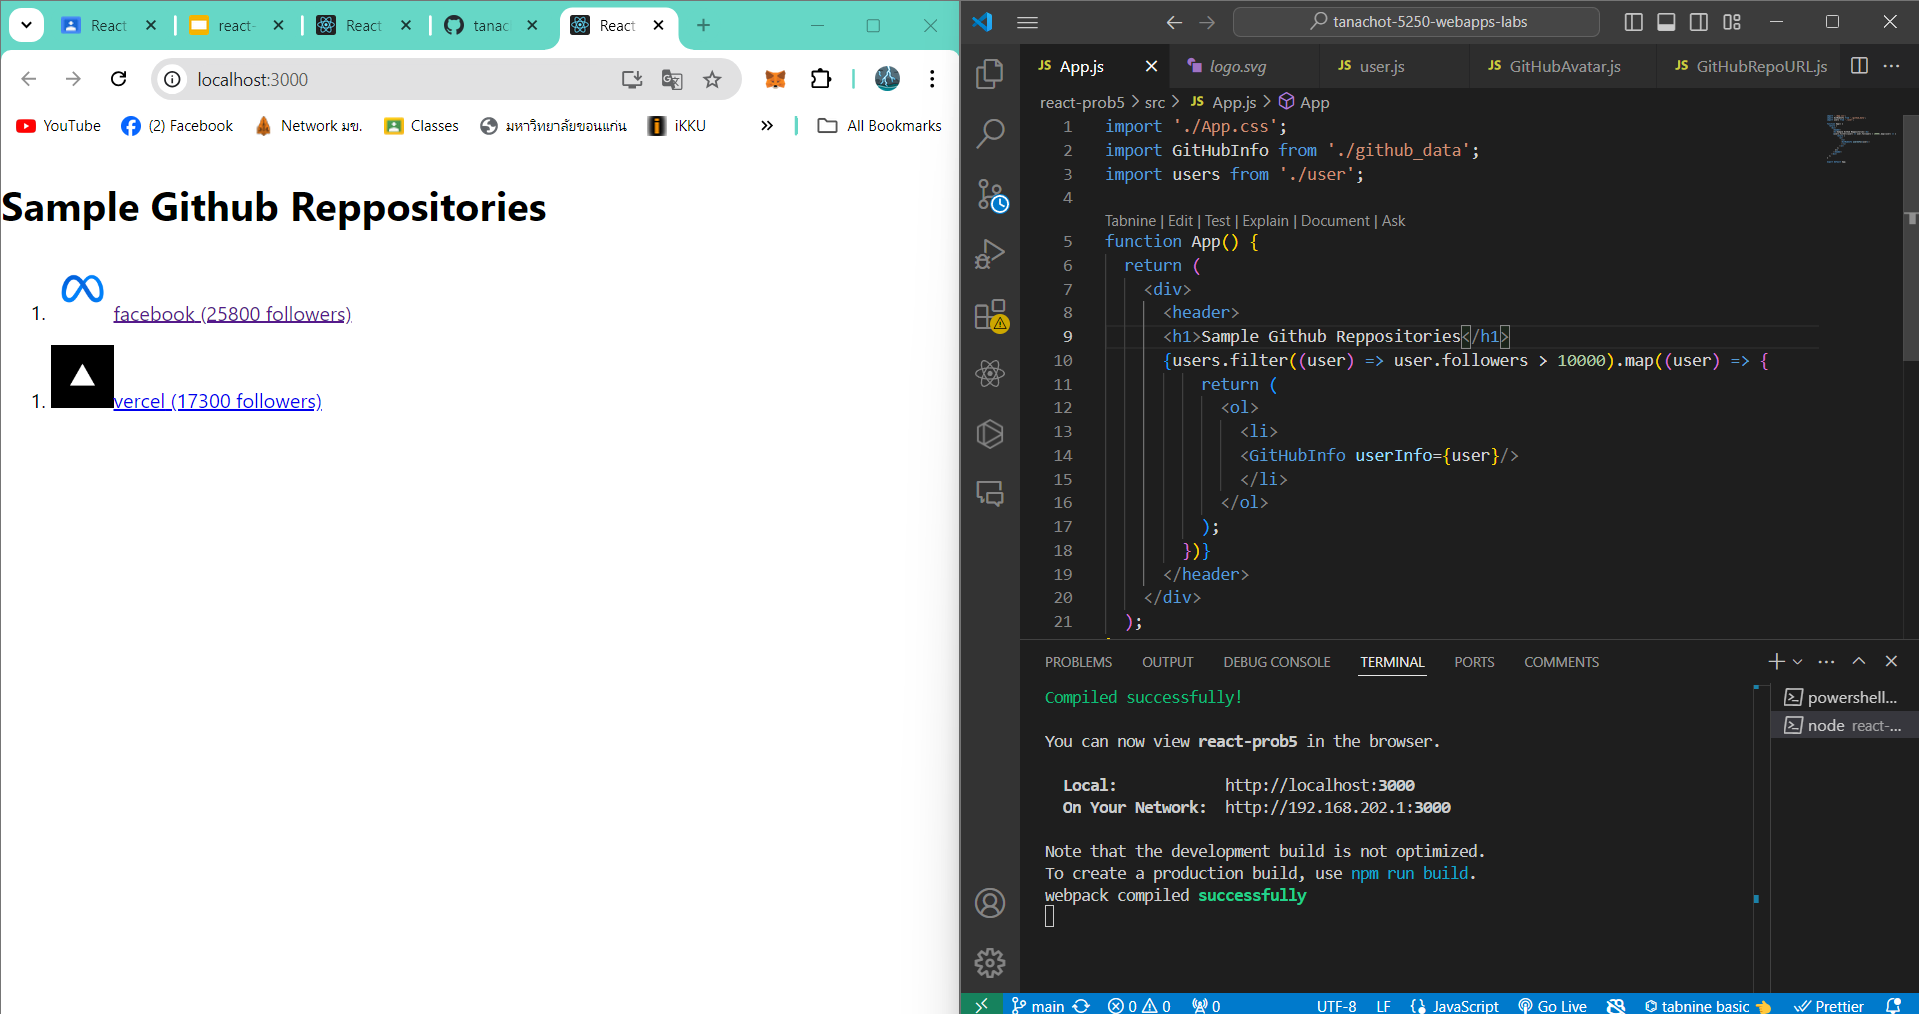 React
react-
React
tanac
React
localhost:3000
YouTube
(2) Facebook
Network มข.
Classes
มหาวิทยาลัยขอนแก่น
iKKU
All Bookmarks
Sample Github Reppositories
1. facebook (25800 followers)
1. vercel (17300 followers)
tanachot-5250-webapps-labs
JS App.js
logo.svg
JS user.js
JS GitHubAvatar.js
JS GitHubRepoURL.js
react-prob5 > src > JS App.js > App
1 import './App.css';
2 import GitHubInfo from './github_data';
3 import users from './user';
4
Tabnine | Edit | Test | Explain | Document | Ask
5 function App() {
6 return (
7 <div>
8 <header>
9 <h1>Sample Github Reppositories</h1>
10 {users.filter((user) => user.followers > 10000).map((user) => {
11 return (
12 <ol>
13 <li>
14 <GitHubInfo userInfo={user}/>
15 </li>
16 </ol>
17 );
18 })}
19 </header>
20 </div>
21 );
PROBLEMS
OUTPUT
DEBUG CONSOLE
TERMINAL
PORTS
COMMENTS
Compiled successfully!
You can now view react-prob5 in the browser.
Local: http://localhost:3000
On Your Network: http://192.168.202.1:3000
Note that the development build is not optimized.
To create a production build, use npm run build.
webpack compiled successfully
powershell...
node react-...
main
0
0
0
UTF-8
LF
JavaScript
Go Live
tabnine basic
Prettier